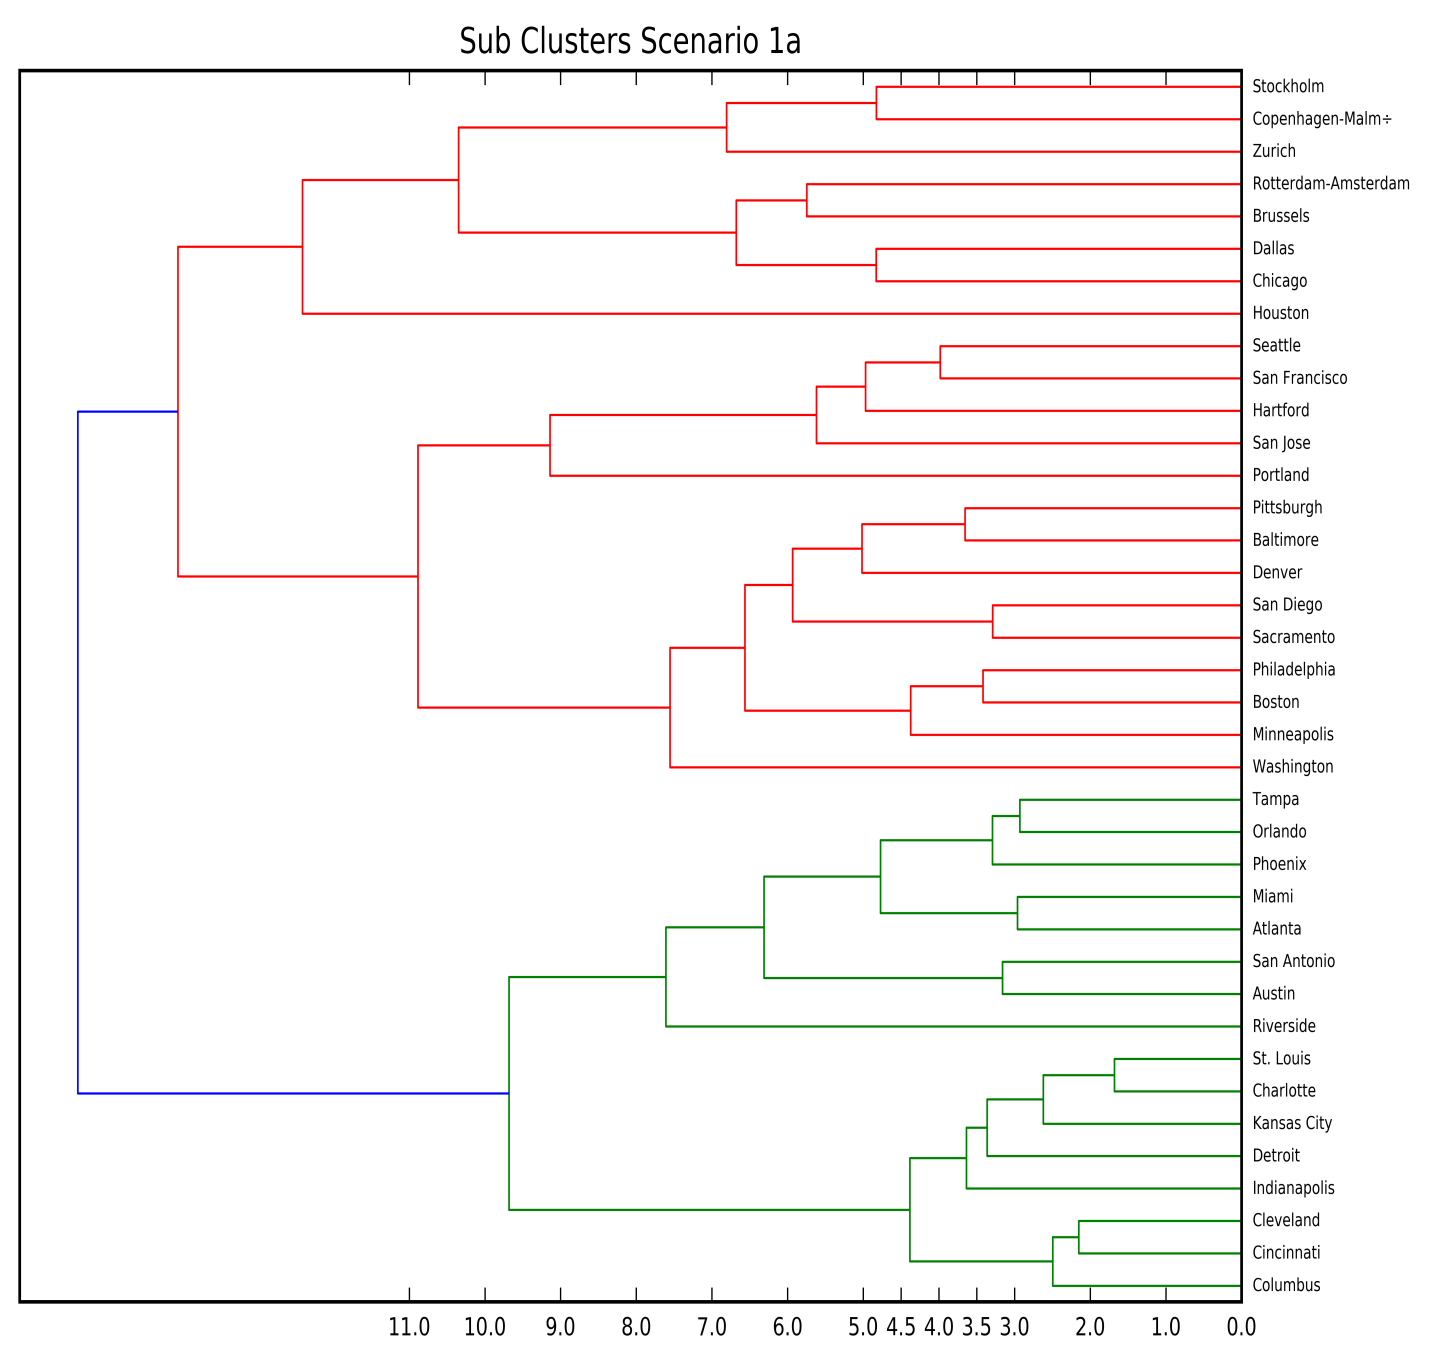 Sub Clusters Scenario 1a
Stockholm
Copenhagen-Malm÷
Zurich
Rotterdam-Amsterdam
Brussels
Dallas
Chicago
Houston
Seattle
San Francisco
Hartford
San Jose
Portland
Pittsburgh
Baltimore
Denver
San Diego
Sacramento
Philadelphia
Boston
Minneapolis
Washington
Tampa
Orlando
Phoenix
Miami
Atlanta
San Antonio
Austin
Riverside
St. Louis
Charlotte
Kansas City
Detroit
Indianapolis
Cleveland
Cincinnati
Columbus
11.0 10.0 9.0 8.0 7.0 6.0 5.0 4.5 4.0 3.5 3.0 2.0 1.0 0.0